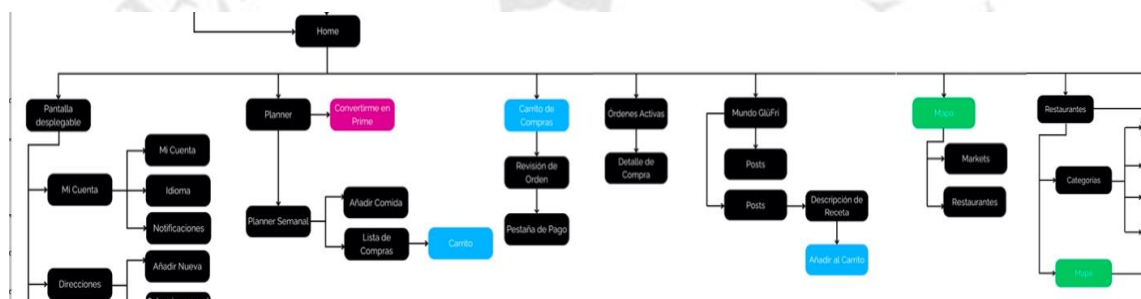 Home
Pantalla
desplegable
Planner
Convertirme en
Prime
Carrito de
Compras
Órdenes Activas
Mundo GlüFri
Mapa
Restaurantes
Mi Cuenta
Revisión de
Orden
Detalle de
Compra
Posts
Markets
Mi Cuenta
Idioma
Categorías
Notificaciones
Planner Semanal
Añadir Comida
Lista de
Compras
Carrito
Pestaña de Pago
Posts
Descripción de
Receta
Restaurantes
Añadir al Carrito
Mapa
Direcciones
Añadir Nueva